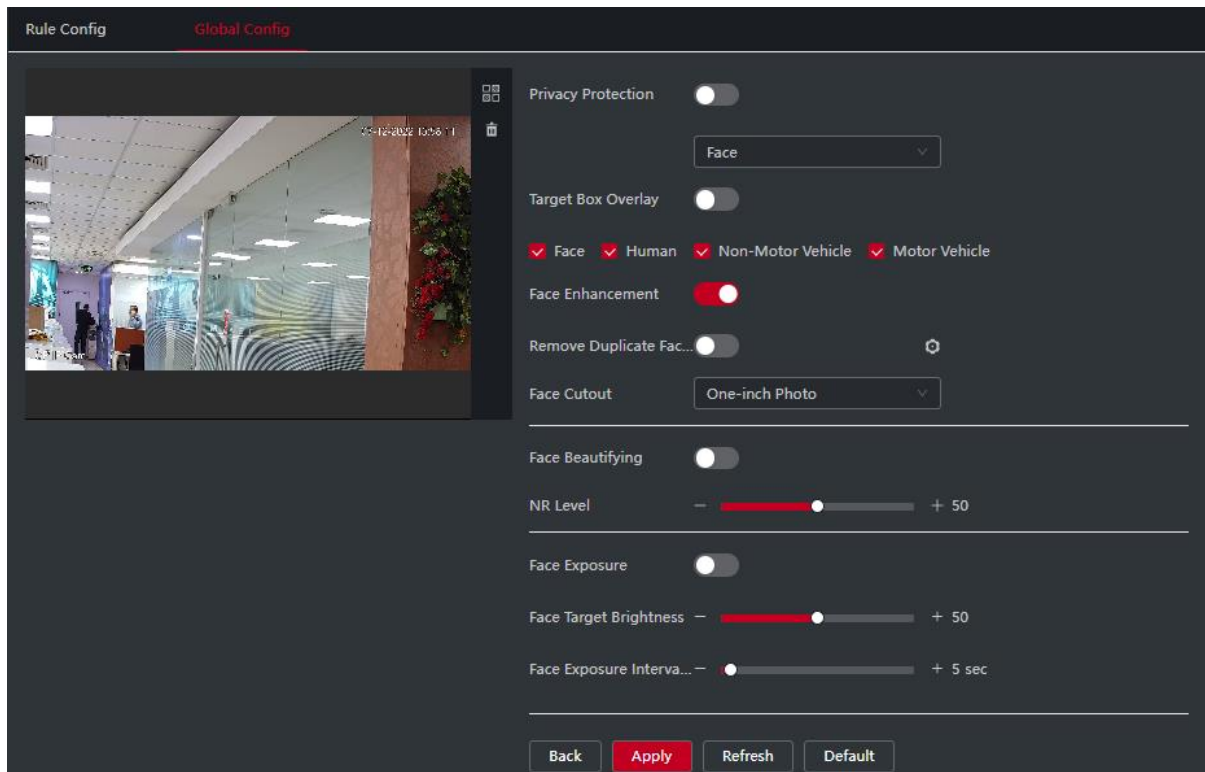 Rule Config Global Config
Privacy Protection
Face
Target Box Overlay
Face Human Non-Motor Vehicle Motor Vehicle
Face Enhancement
Remove Duplicate Fac...
Face Cutout One-inch Photo
Face Beautifying
NR Level − + 50
Face Exposure
Face Target Brightness − + 50
Face Exposure Interva... − + 5 sec
Back Apply Refresh Default